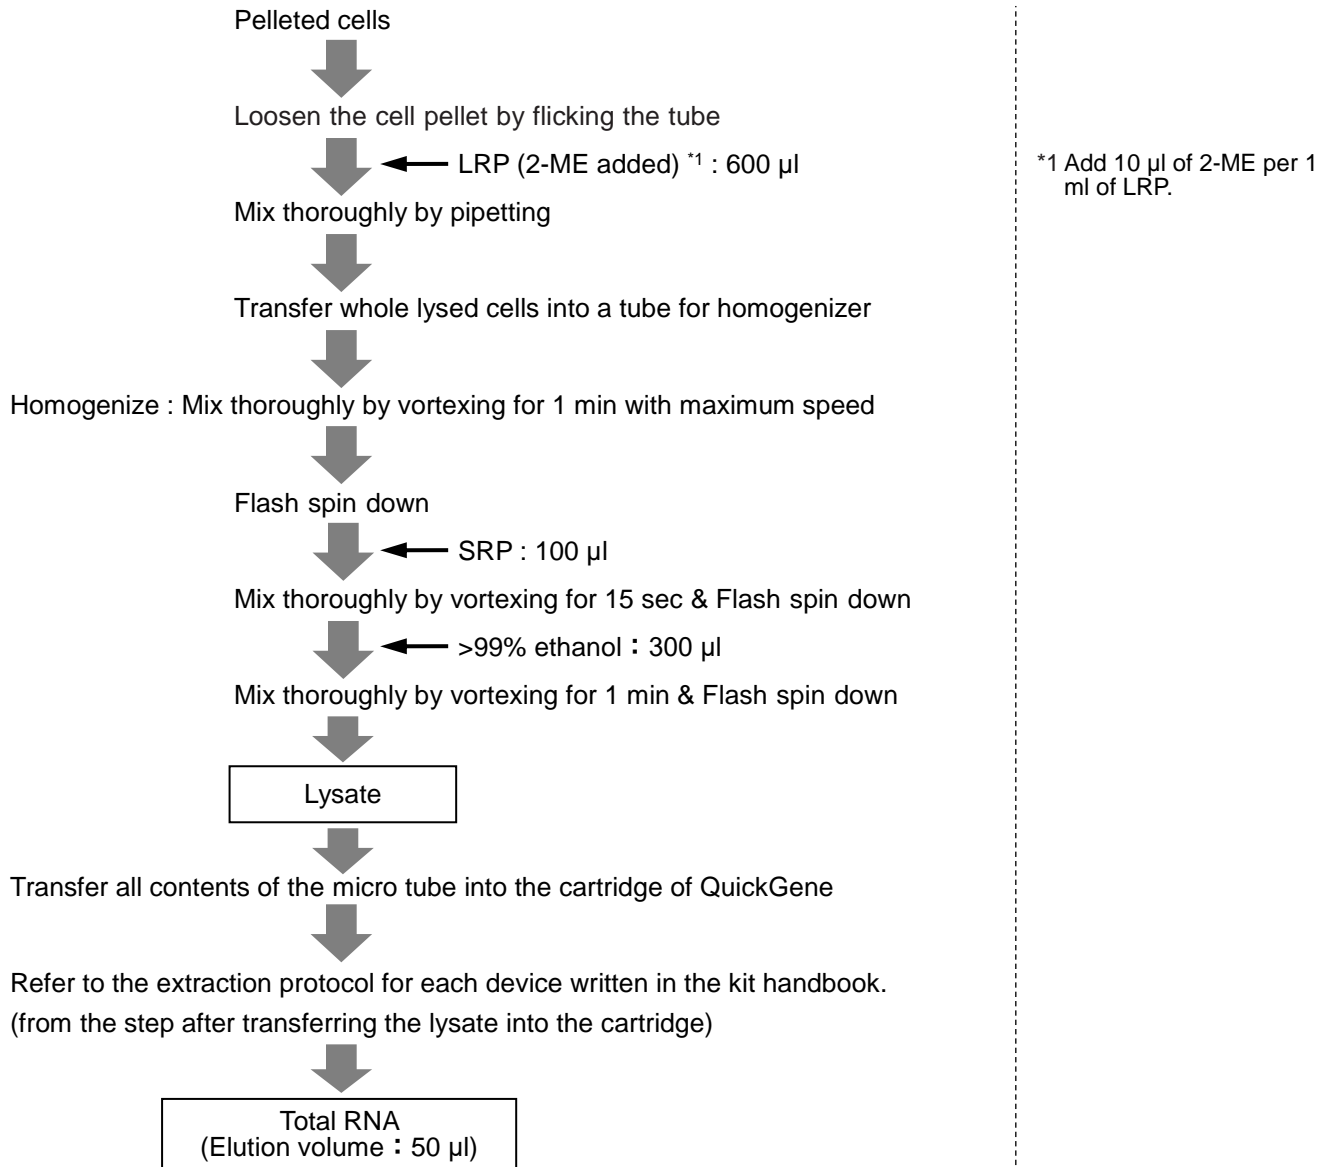 Pelleted cells
Loosen the cell pellet by flicking the tube
LRP (2-ME added) *1 : 600 µl
*1 Add 10 µl of 2-ME per 1
ml of LRP.
Mix thoroughly by pipetting
Transfer whole lysed cells into a tube for homogenizer
Homogenize : Mix thoroughly by vortexing for 1 min with maximum speed
Flash spin down
SRP : 100 µl
Mix thoroughly by vortexing for 15 sec & Flash spin down
>99% ethanol：300 µl
Mix thoroughly by vortexing for 1 min & Flash spin down
Lysate
Transfer all contents of the micro tube into the cartridge of QuickGene
Refer to the extraction protocol for each device written in the kit handbook.
(from the step after transferring the lysate into the cartridge)
Total RNA
(Elution volume：50 µl)